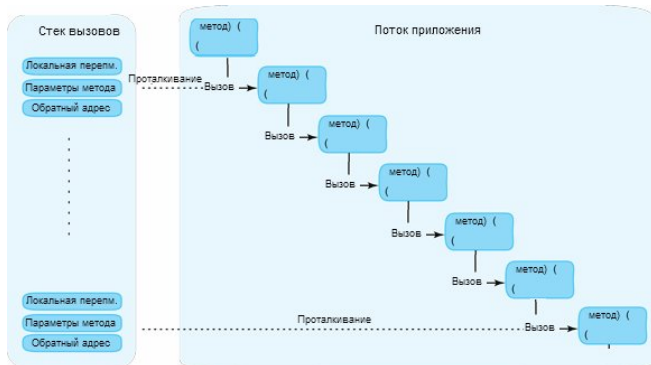 Стек вызовов
Локальная перепм.
Параметры метода
Обратный адрес
Локальная перепм.
Параметры метода
Обратный адрес
Проталкивание
Проталкивание
Поток приложения
метод) (
(
Вызов
метод) (
(
Вызов
метод) (
(
Вызов
метод) (
(
Вызов
метод) (
(
Вызов
метод) (
(
Вызов
метод) (
(